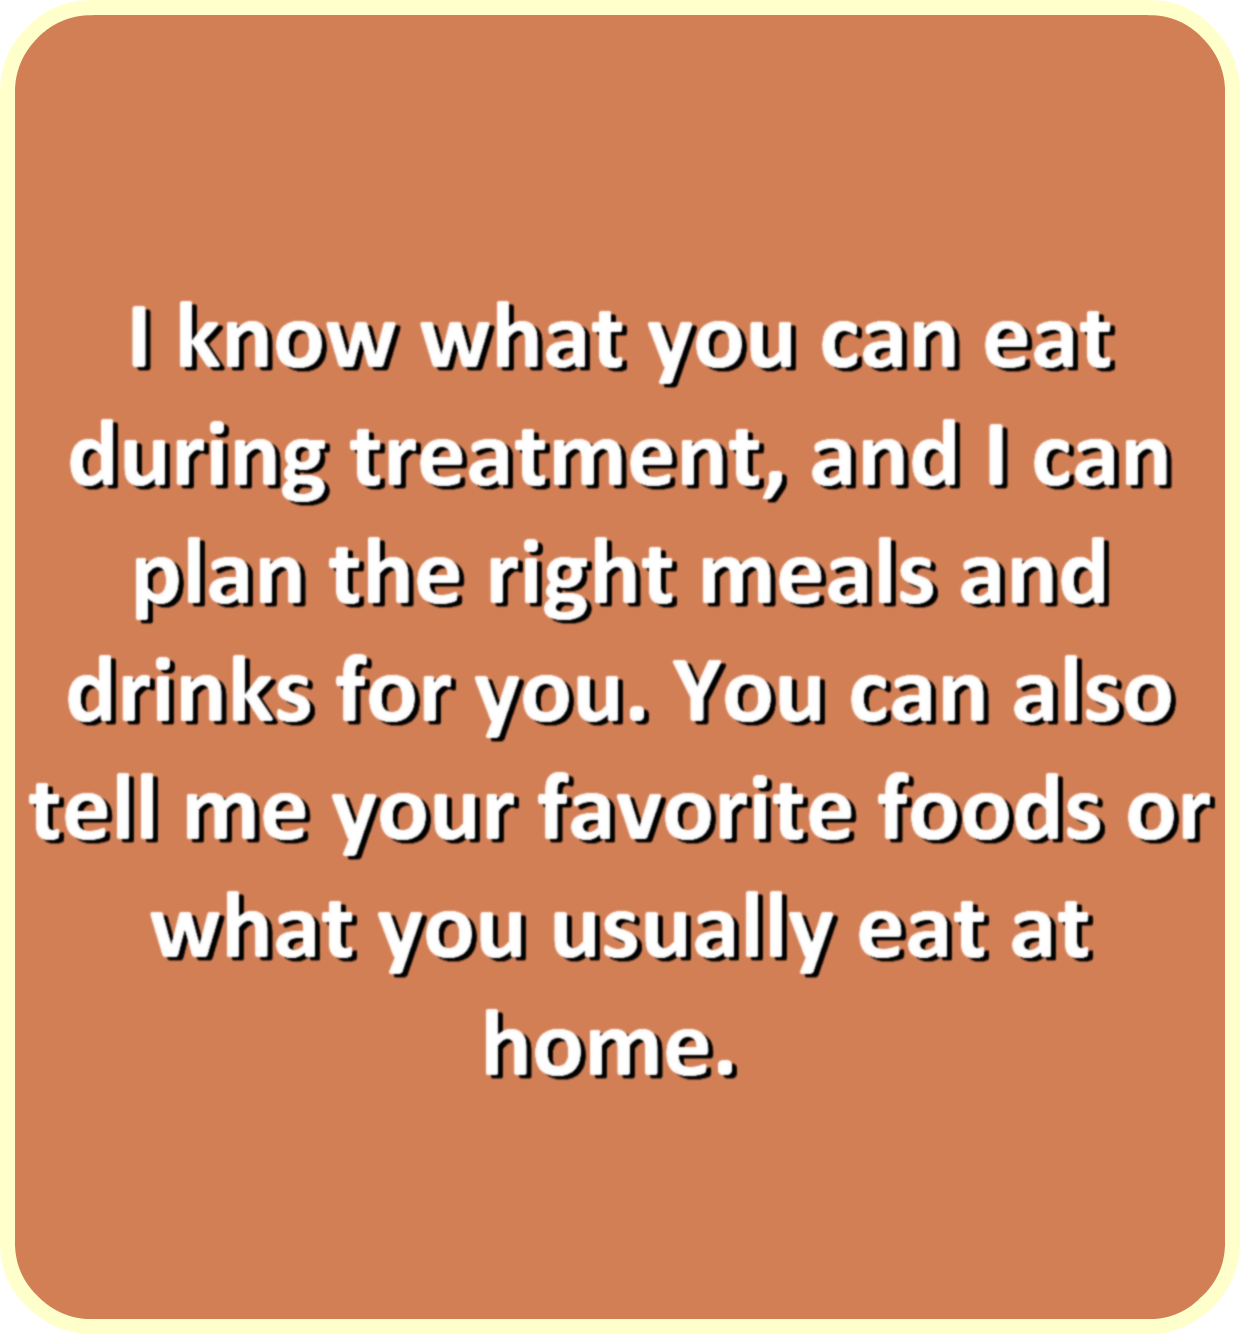 I know what you can eat
during treatment, and I can
plan the right meals and
drinks for you. You can also
tell me your favorite foods or
what you usually eat at
home.